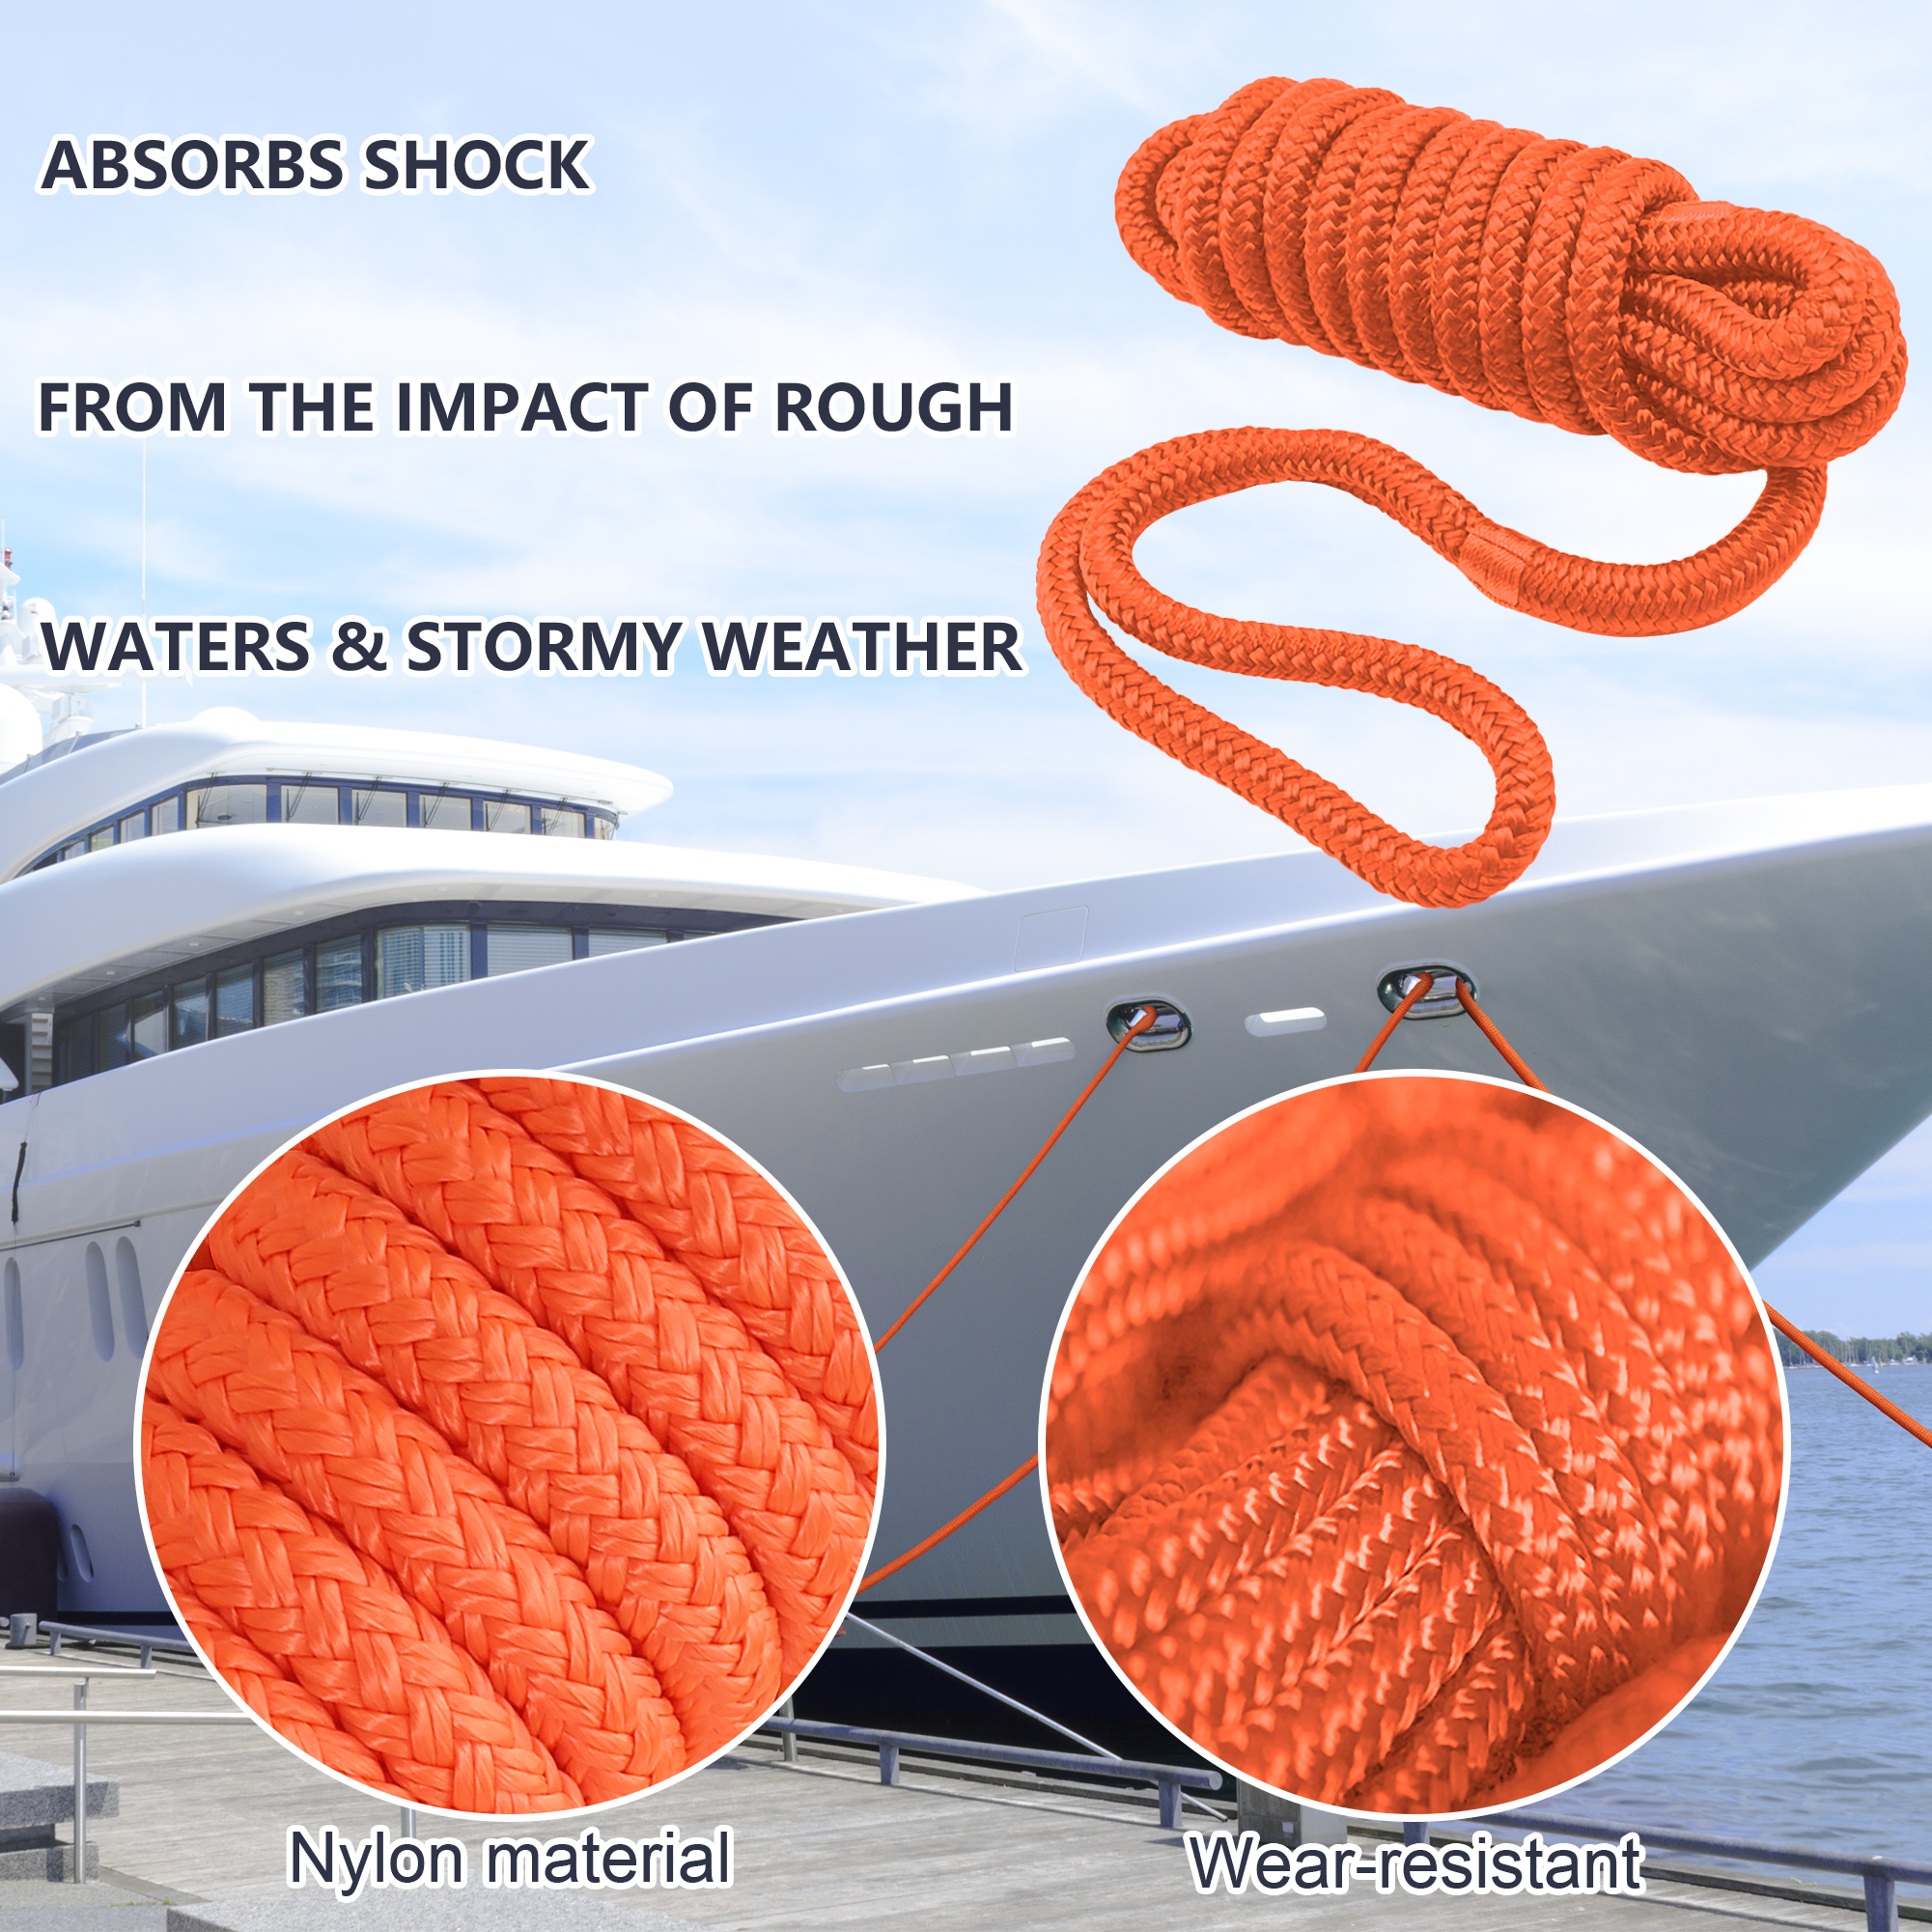 ABSORBS SHOCK
FROM THE IMPACT OF ROUGH
WATERS & STORMY WEATHER
Nylon material
Wear-resistant